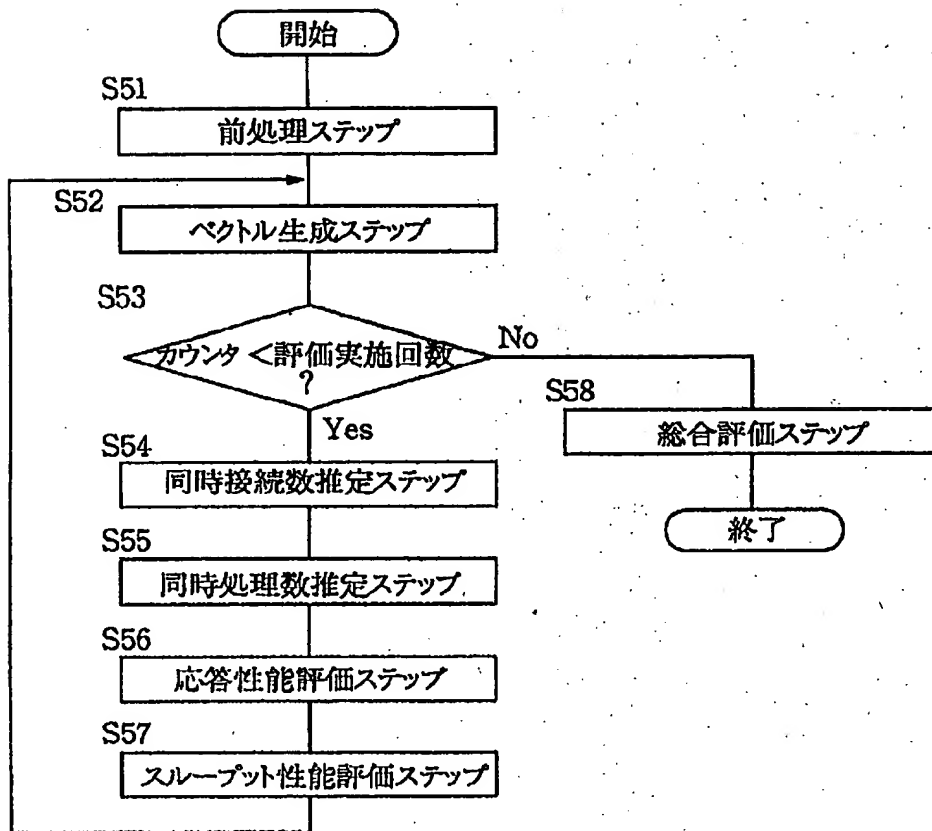 開始
S51
前処理ステップ
S52
ベクトル生成ステップ
S53
カウンタ <評価実施回数
?
No
Yes
S58
総合評価ステップ
終了
S54
同時接続数推定ステップ
S55
同時処理数推定ステップ
S56
応答性能評価ステップ
S57
スループット性能評価ステップ